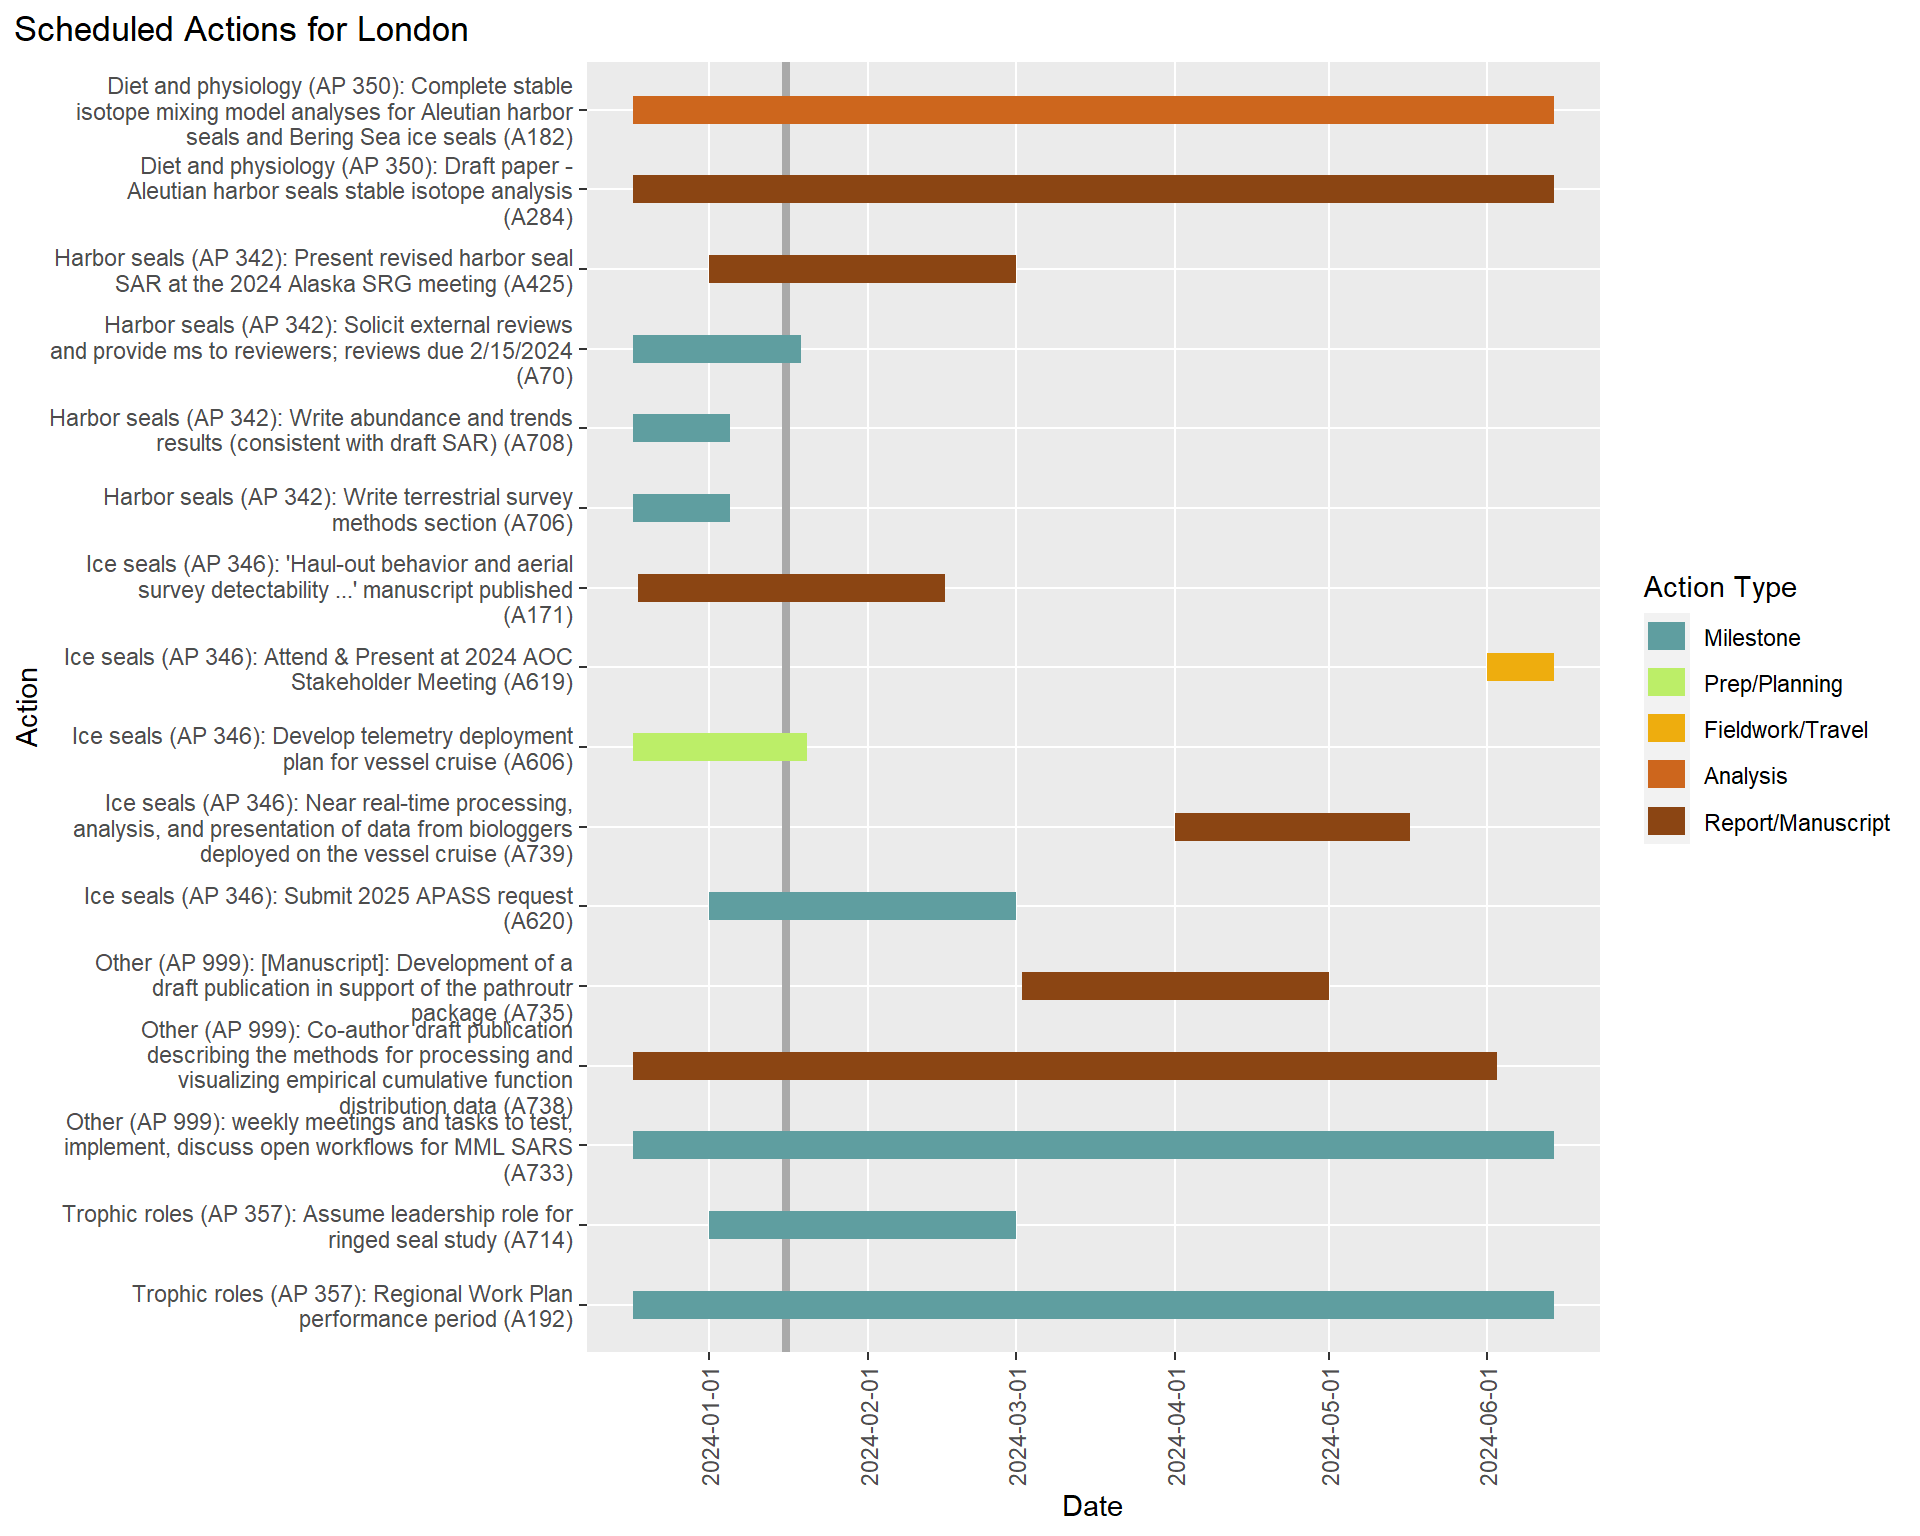 Scheduled Actions for London
Diet and physiology (AP 350): Complete stable
isotope mixing model analyses for Aleutian harbor
seals and Bering Sea ice seals (A182)
Diet and physiology (AP 350): Draft paper -
Aleutian harbor seals stable isotope analysis
(A284)
Harbor seals (AP 342): Present revised harbor seal
SAR at the 2024 Alaska SRG meeting (A425)
Harbor seals (AP 342): Solicit external reviews
and provide ms to reviewers; reviews due 2/15/2024
(A70)
Harbor seals (AP 342): Write abundance and trends
results (consistent with draft SAR) (A708)
Harbor seals (AP 342): Write terrestrial survey
methods section (A706)
Ice seals (AP 346): 'Haul-out behavior and aerial
survey detectability ...' manuscript published
(A171)
Ice seals (AP 346): Attend & Present at 2024 AOC
Stakeholder Meeting (A619)
Ice seals (AP 346): Develop telemetry deployment
plan for vessel cruise (A606)
Ice seals (AP 346): Near real-time processing,
analysis, and presentation of data from biologgers
deployed on the vessel cruise (A739)
Ice seals (AP 346): Submit 2025 APASS request
(A620)
Other (AP 999): [Manuscript]: Development of a
draft publication in support of the pathroutr
package (A735)
Other (AP 999): Co-author draft publication
describing the methods for processing and
visualizing empirical cumulative function
distribution data (A738)
Other (AP 999): weekly meetings and tasks to test,
implement, discuss open workflows for MML SARS
(A733)
Trophic roles (AP 357): Assume leadership role for
ringed seal study (A714)
Trophic roles (AP 357): Regional Work Plan
performance period (A192)
Action
2024-01-01
2024-02-01
2024-03-01
2024-04-01
2024-05-01
2024-06-01
Date
Action Type
Milestone
Prep/Planning
Fieldwork/Travel
Analysis
Report/Manuscript